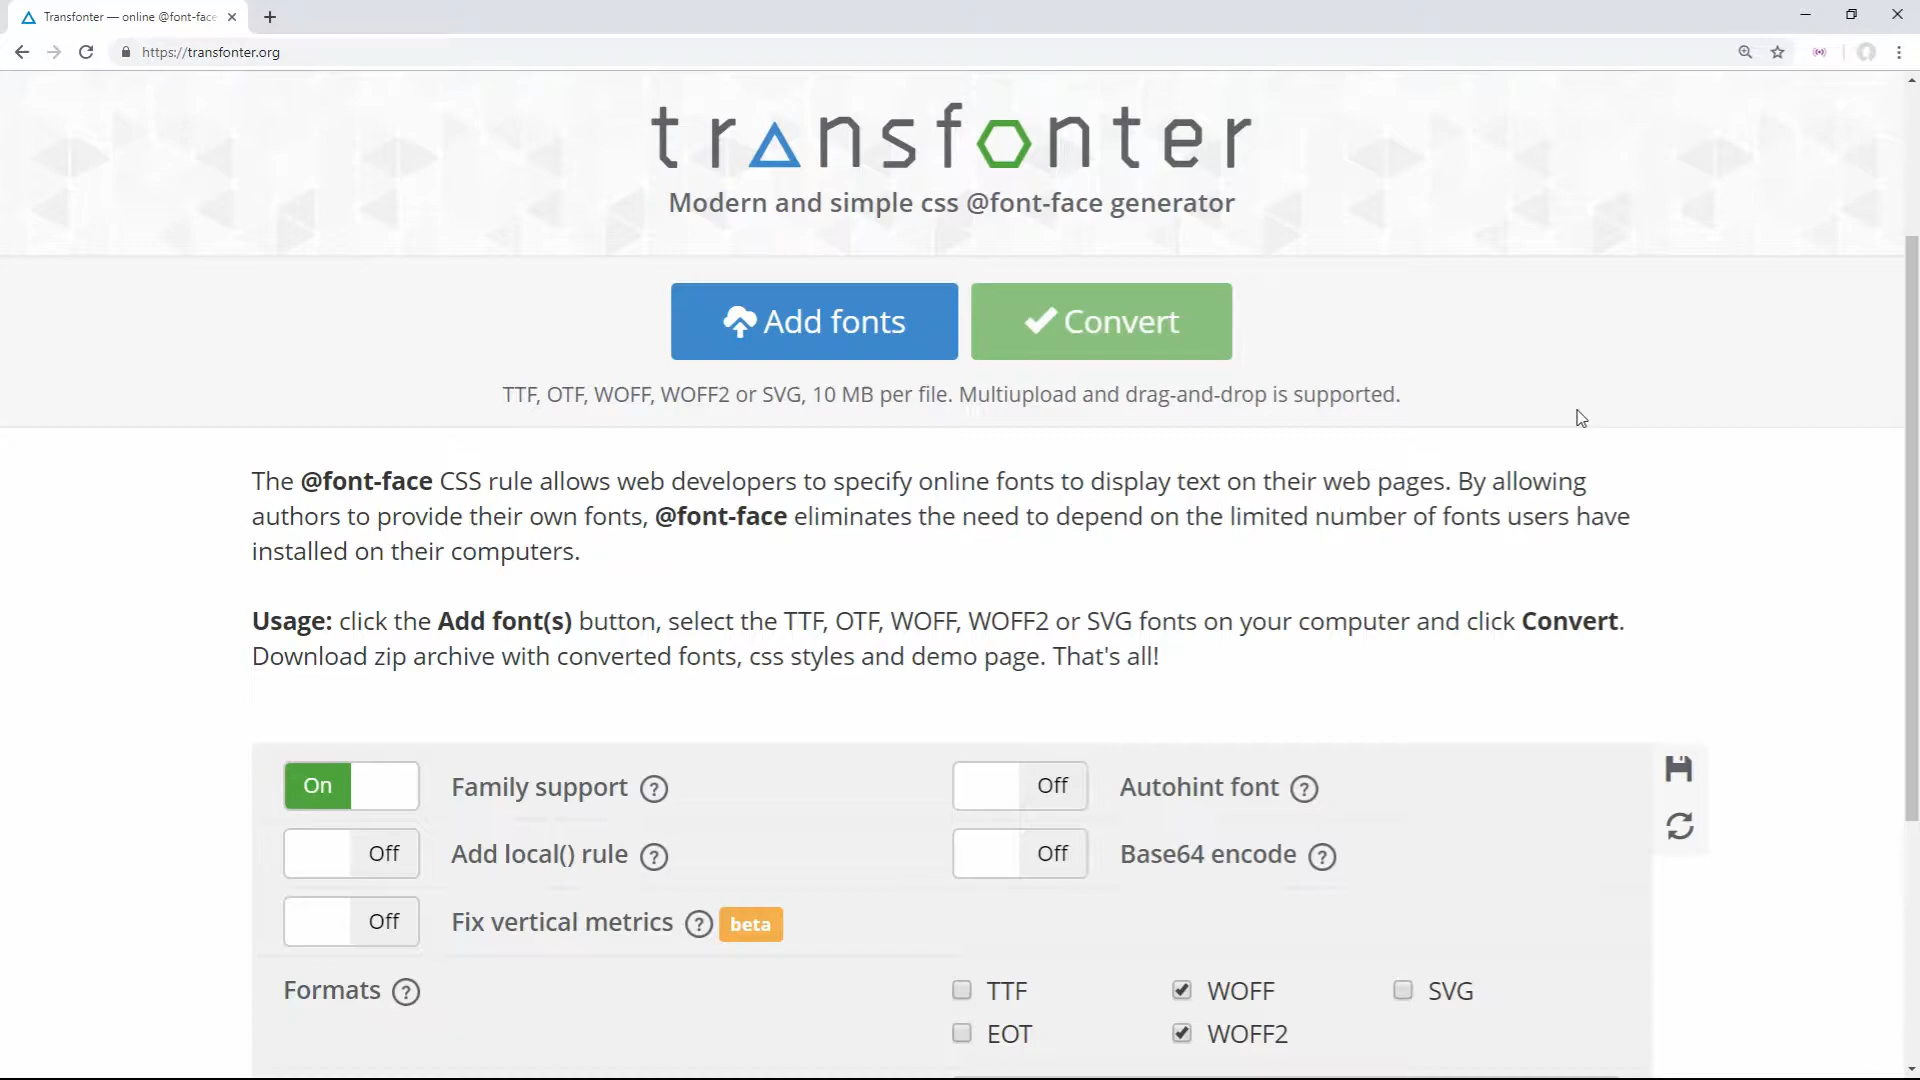 Transfonter — online @font-face
https://transfonter.org
transfonter
Modern and simple css @font-face generator
Add fonts
Convert
TTF, OTF, WOFF, WOFF2 or SVG, 10 MB per file. Multiupload and drag-and-drop is supported.
The @font-face CSS rule allows web developers to specify online fonts to display text on their web pages. By allowing
authors to provide their own fonts, @font-face eliminates the need to depend on the limited number of fonts users have
installed on their computers.
Usage: click the Add font(s) button, select the TTF, OTF, WOFF, WOFF2 or SVG fonts on your computer and click Convert.
Download zip archive with converted fonts, css styles and demo page. That's all!
On Family support ? Off Autohint font ?
Off Add local() rule ? Off Base64 encode ?
Off Fix vertical metrics ? beta
Formats ? TTF WOFF SVG
EOT WOFF2